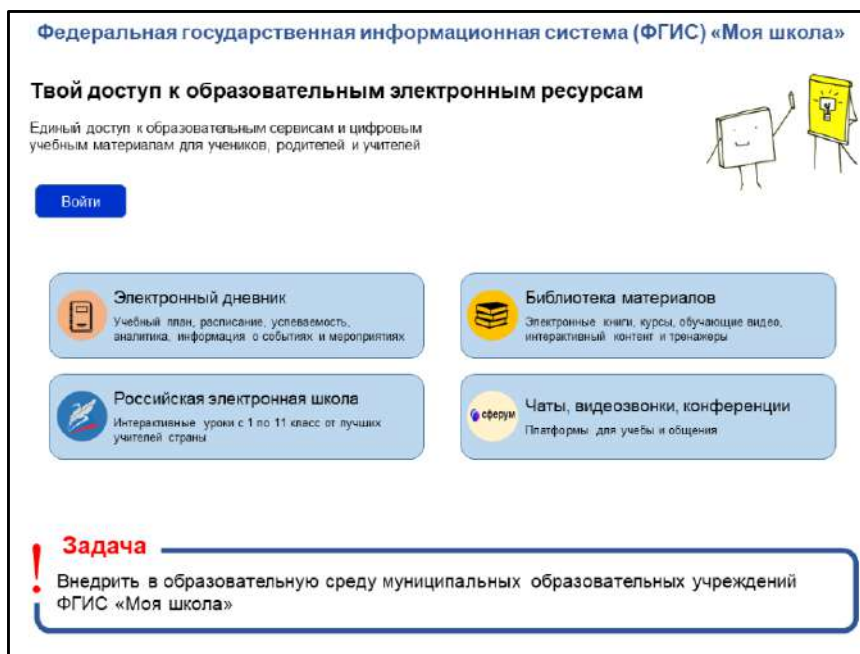 Федеральная государственная информационная система (ФГИС) «Моя школа»
Твой доступ к образовательным электронным ресурсам
Единый доступ к образовательным сервисам и цифровым
учебным материалам для учеников, родителей и учителей
Войти
Электронный дневник
Учебный план, расписание, успеваемость,
аналитика, информация о событиях и мероприятиях
Библиотека материалов
Электронные книги, курсы, обучающие видео,
интерактивный контент и тренажеры
Российская электронная школа
Интерактивные уроки с 1 по 11 класс от лучших
учителей страны
сферум
Чаты, видеозвонки, конференции
Платформы для учебы и общения
! Задача
Внедрить в образовательную среду муниципальных образовательных учреждений
ФГИС «Моя школа»